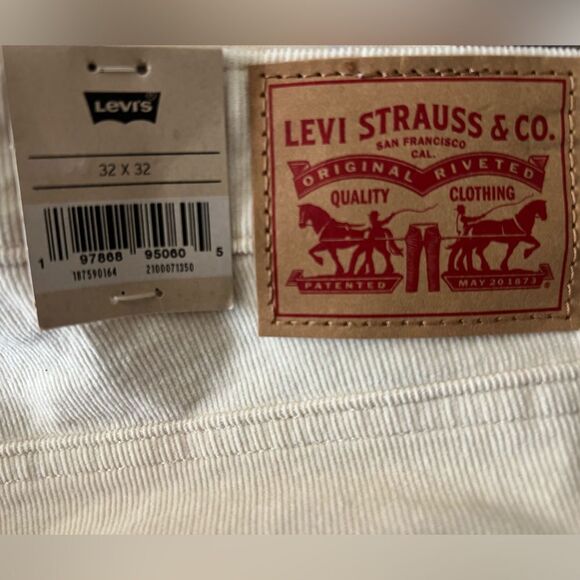 Levi's
32 X 32
1 97868 95060 5
187590164 2100071350
LEVI STRAUSS & CO.
SAN FRANCISCO
CAL.
ORIGINAL RIVETED
QUALITY CLOTHING
PATENTED MAY 20 1873